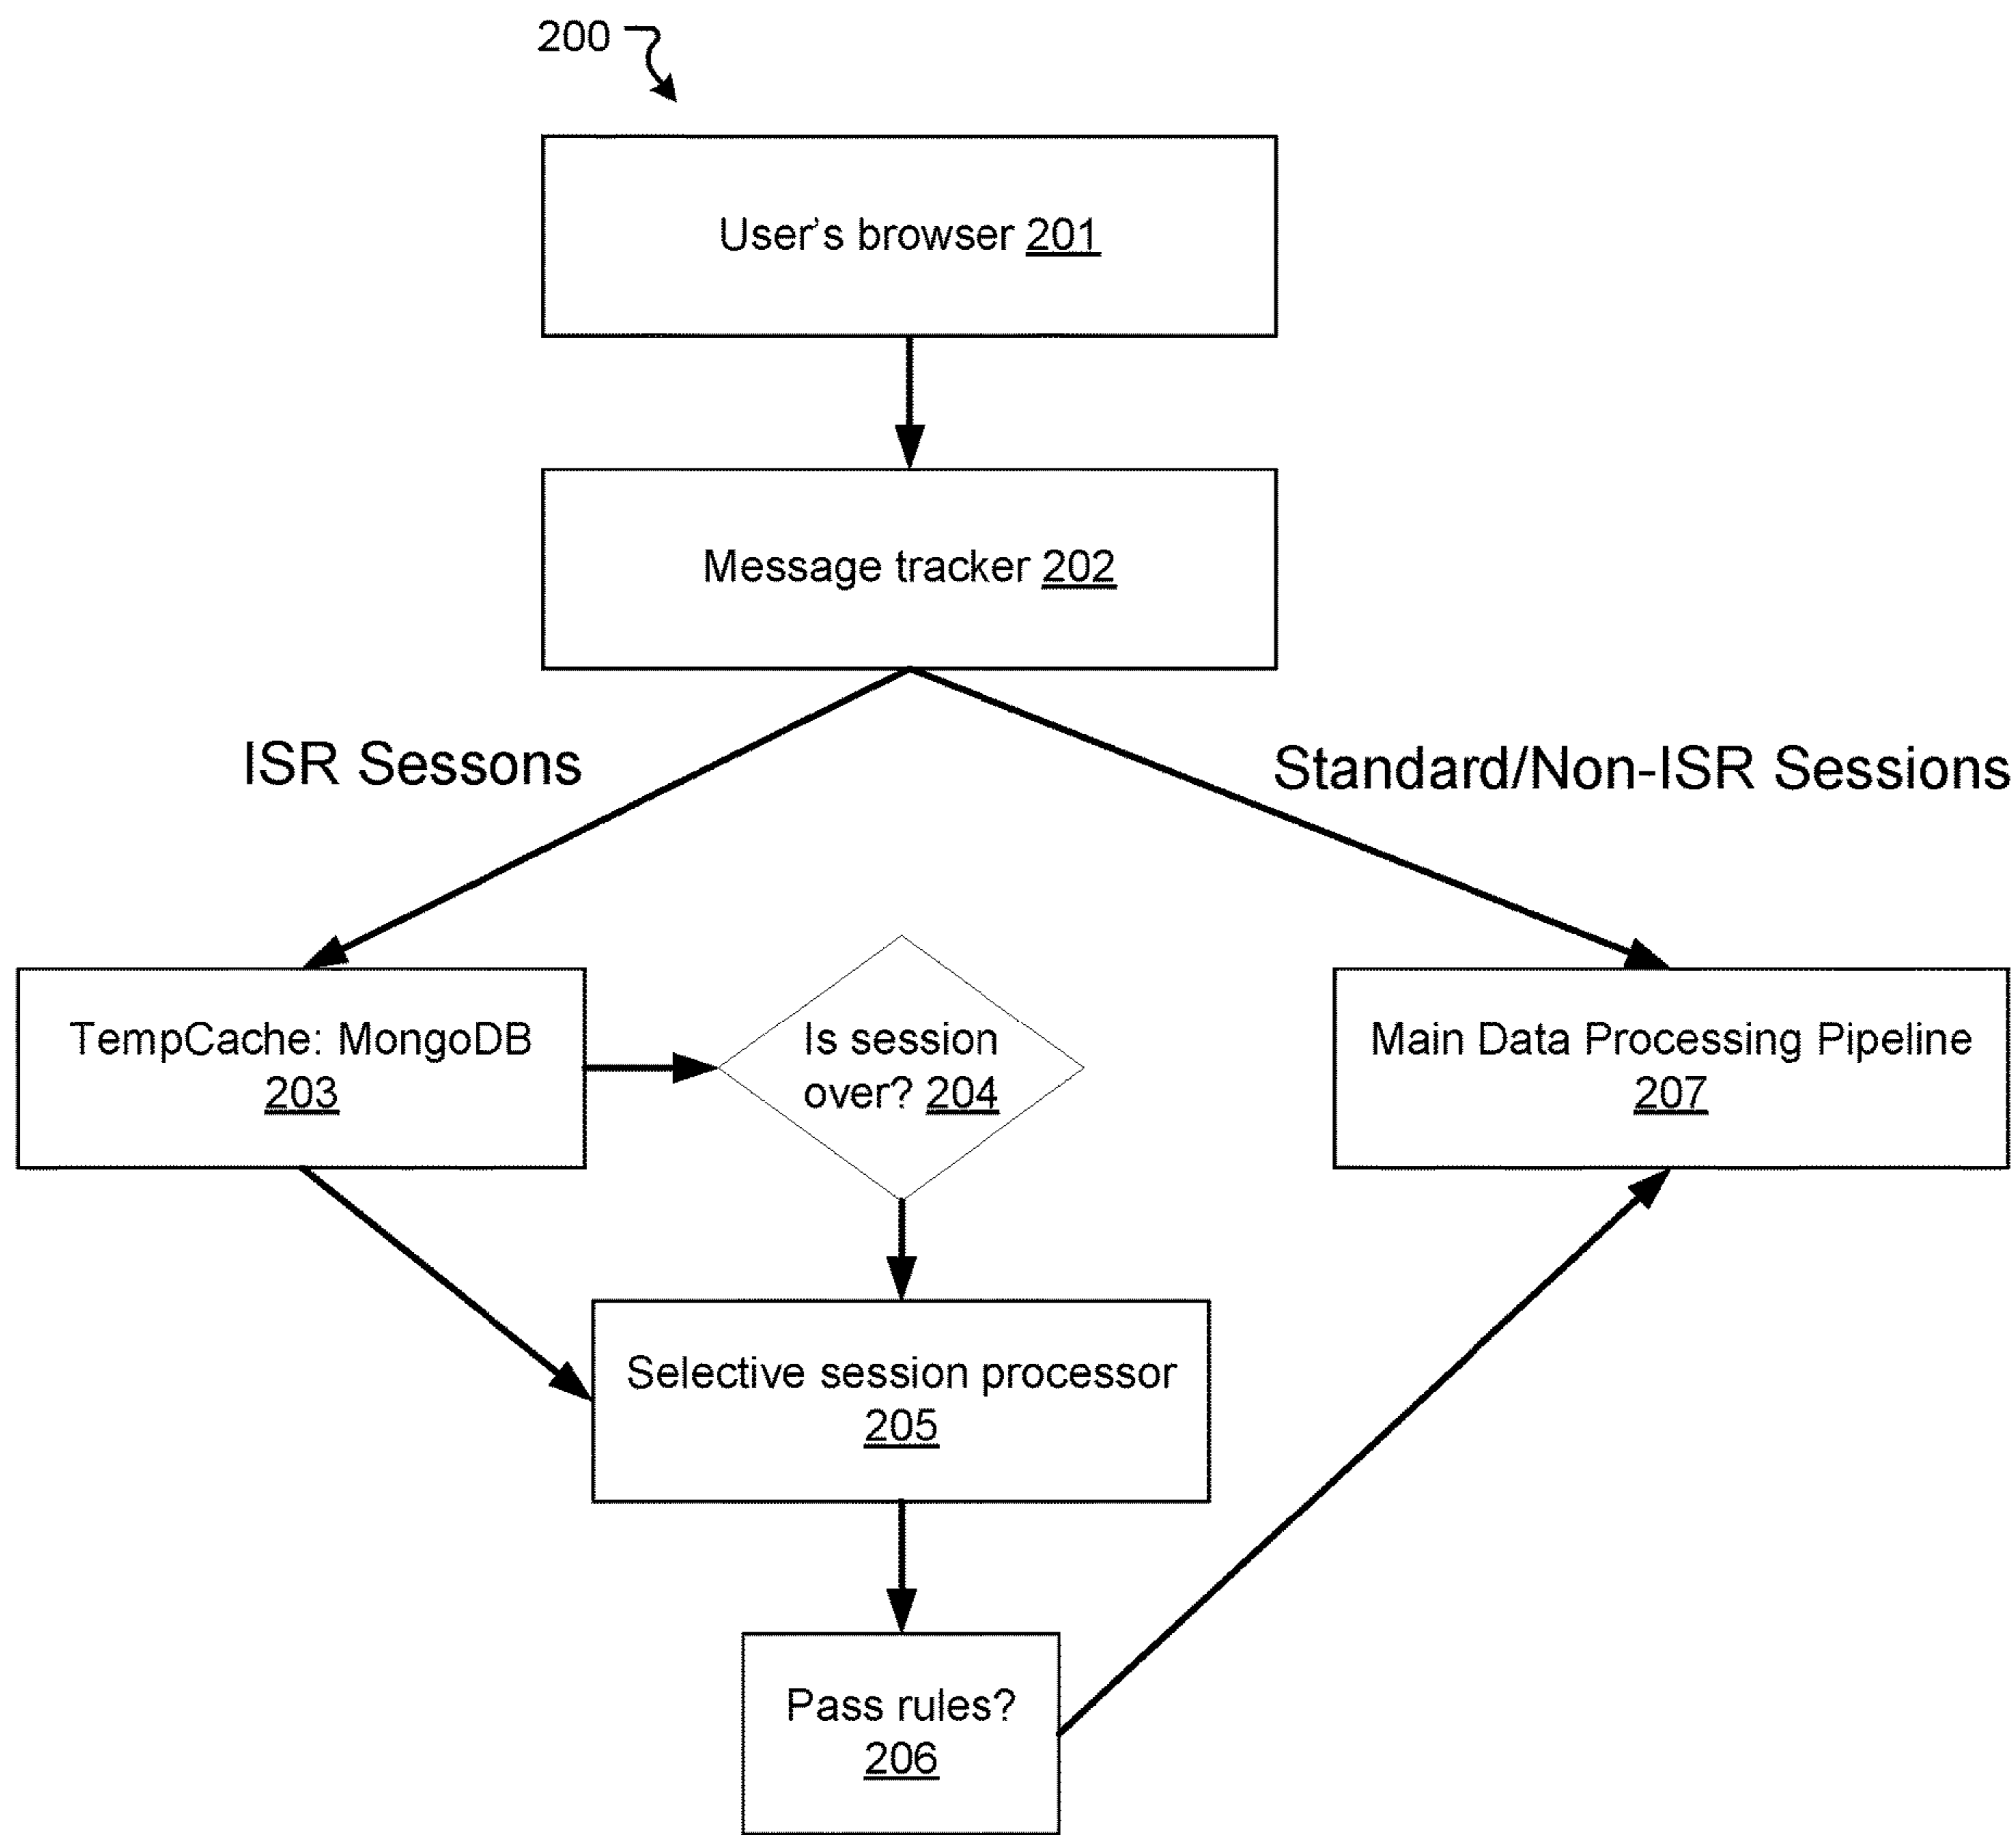 200
User's browser 201
Message tracker 202
ISR Sessons
Standard/Non-ISR Sessions
TempCache: MongoDB
203
Is session
over? 204
Main Data Processing Pipeline
207
Selective session processor
205
Pass rules?
206